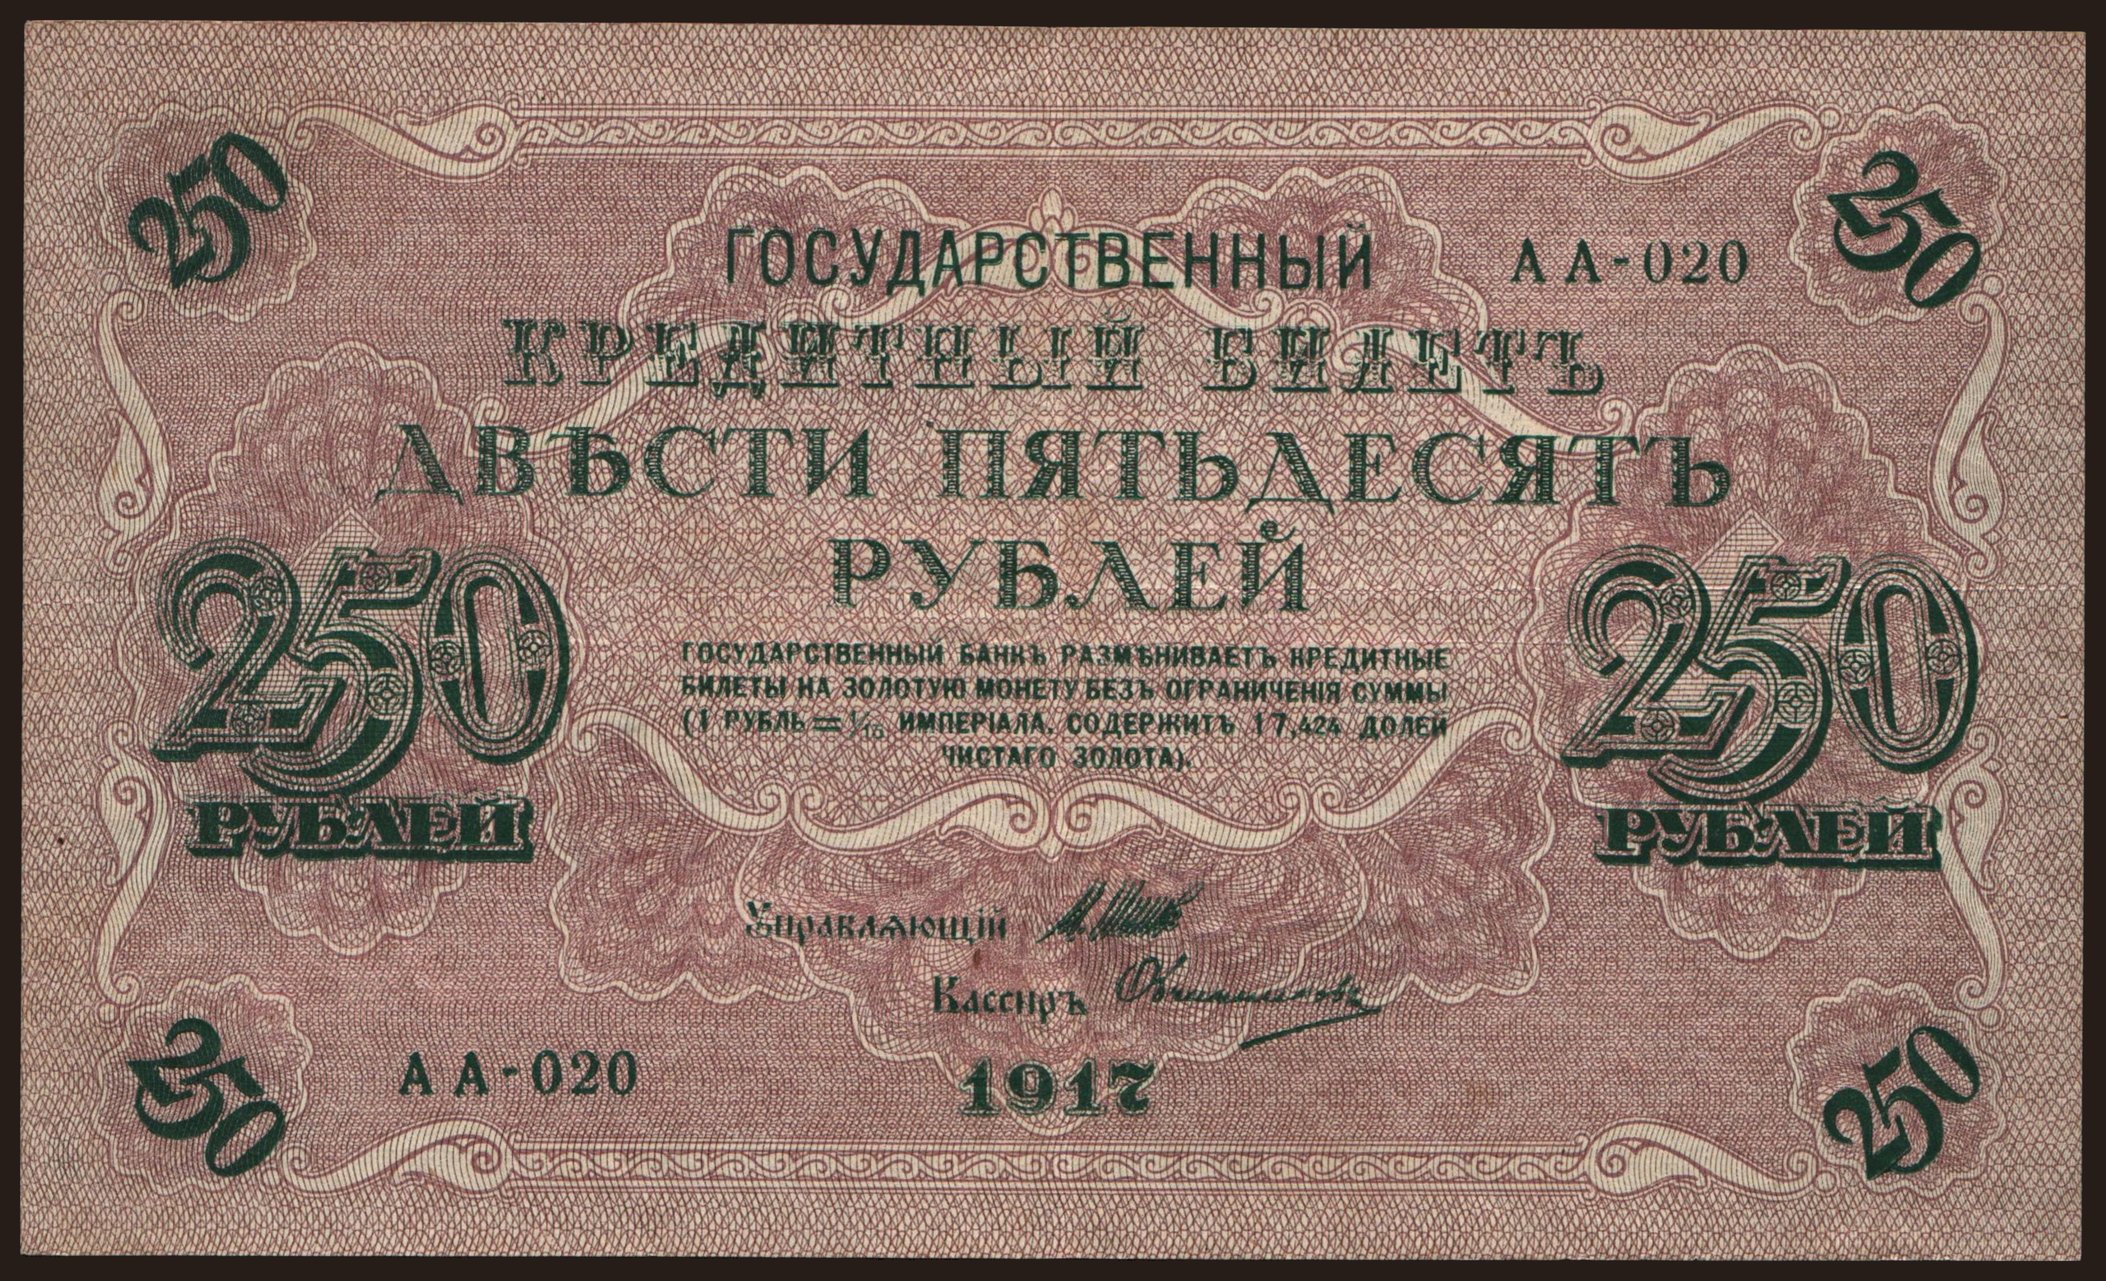 250
250
ГОСУДАРСТВЕННЫЙ
АА-020
КРЕДИТНЫЙ БИЛЕТЪ
ДВѢСТИ ПЯТЬДЕСЯТЪ
РУБЛЕЙ
250
РУБЛЕЙ
250
РУБЛЕЙ
ГОСУДАРСТВЕННЫЙ БАНКЪ РАЗМѢНИВАЕТЪ КРЕДИТНЫЕ
БИЛЕТЫ НА ЗОЛОТУЮ МОНЕТУ БЕЗЪ ОГРАНИЧЕНІЯ СУММЫ
(1 РУБЛЬ = 1/15 ИМПЕРІАЛА, СОДЕРЖИТЪ 17,424 ДОЛЕЙ
ЧИСТАГО ЗОЛОТА).
Управляющій
Кассиръ
АА-020
1917
250
250